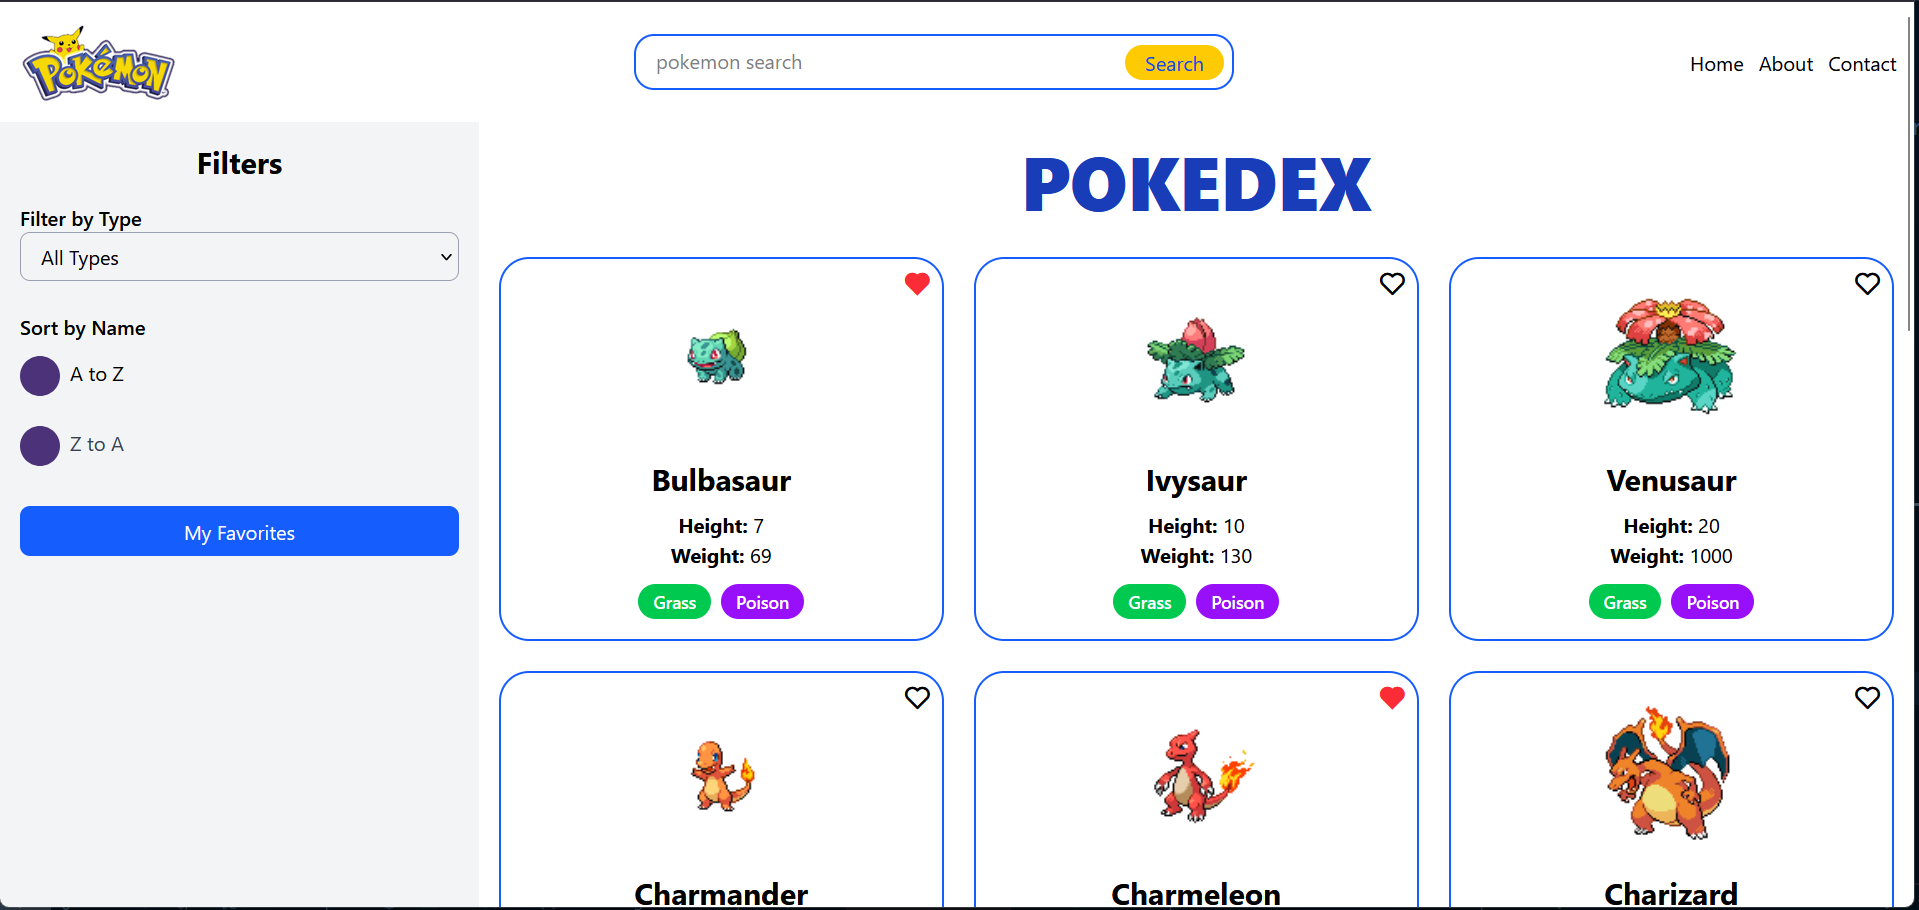 POKéMON
pokemon search
Search
Home About Contact
Filters
Filter by Type
All Types
Sort by Name
A to Z
Z to A
My Favorites
POKEDEX
Bulbasaur
Height: 7
Weight: 69
Grass Poison
Ivysaur
Height: 10
Weight: 130
Grass Poison
Venusaur
Height: 20
Weight: 1000
Grass Poison
Charmander
Charmeleon
Charizard